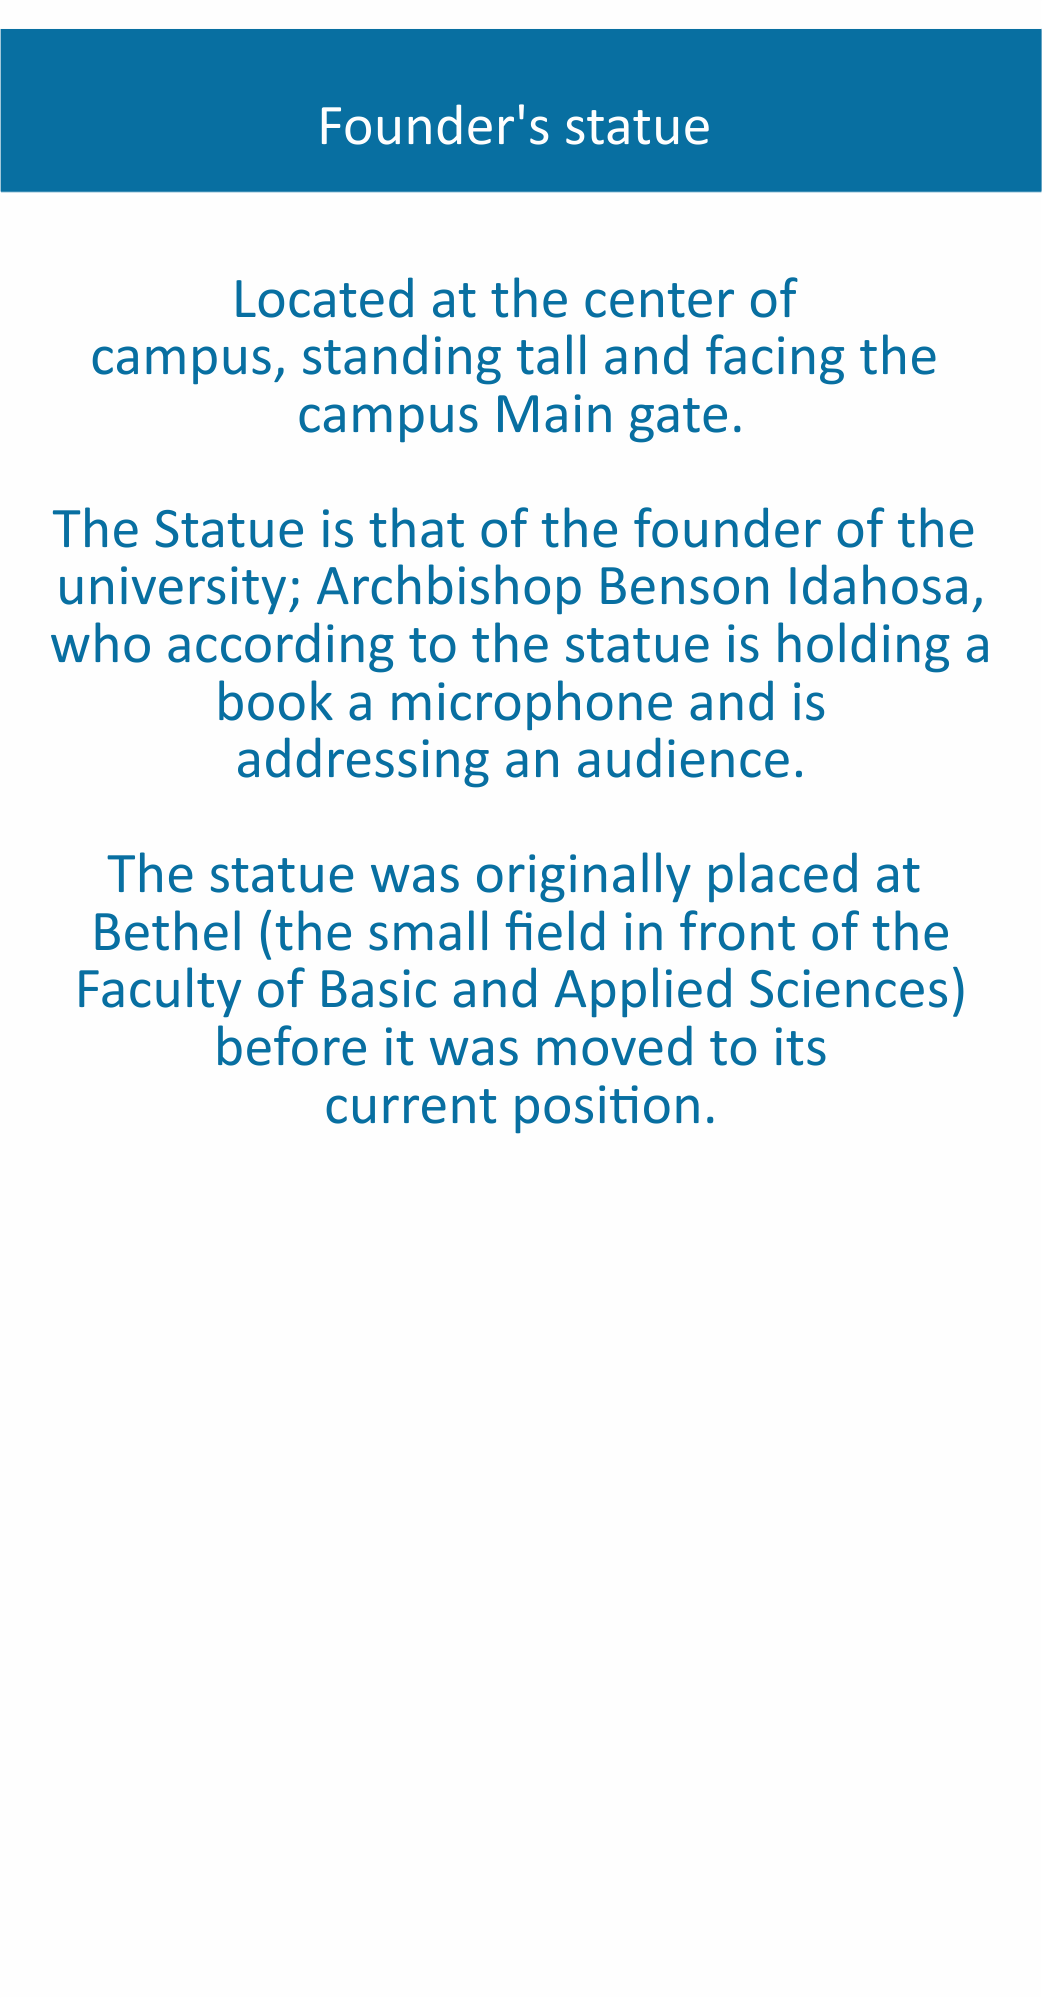 Founder's statue
Located at the center of
campus, standing tall and facing the
campus Main gate.
The Statue is that of the founder of the
university; Archbishop Benson Idahosa,
who according to the statue is holding a
book a microphone and is
addressing an audience.
The statue was originally placed at
Bethel (the small field in front of the
Faculty of Basic and Applied Sciences)
before it was moved to its
current position.